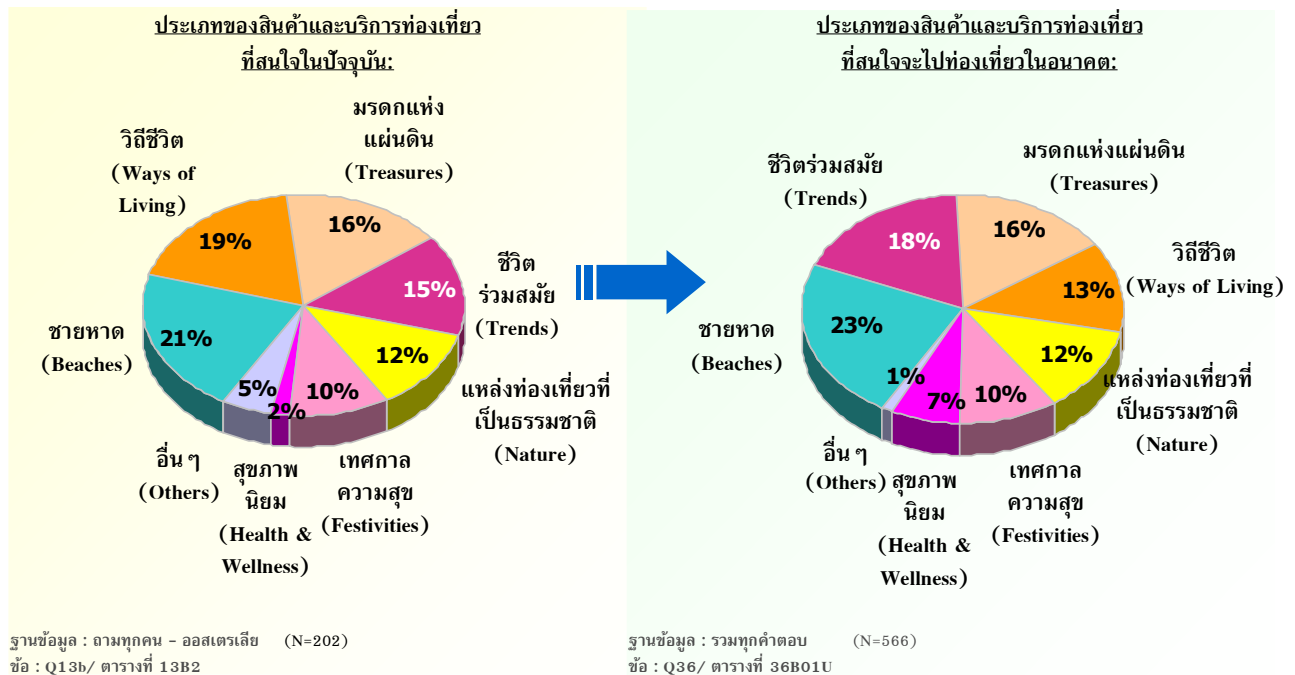 ประเภทของสินค้าและบริการท่องเที่ยว
ที่สนใจในปัจจุบัน:
มรดกแห่ง
แผ่นดิน
(Treasures)
วิถีชีวิต
(Ways of
Living)
19%
16%
ชีวิต
ร่วมสมัย
(Trends)
15%
ชายหาด
(Beaches)
21%
12%
5%
2%
10%
แหล่งท่องเที่ยวที่
เป็นธรรมชาติ
(Nature)
อื่น ๆ
(Others)
สุขภาพ
นิยม
(Health &
Wellness)
เทศกาล
ความสุข
(Festivities)
ฐานข้อมูล : ถามทุกคน - ออสเตรเลีย (N=202)
ข้อ : Q13b/ ตารางที่ 13B2
ประเภทของสินค้าและบริการท่องเที่ยว
ที่สนใจจะไปท่องเที่ยวในอนาคต:
ชีวิตร่วมสมัย
(Trends)
มรดกแห่งแผ่นดิน
(Treasures)
18%
16%
วิถีชีวิต
(Ways of Living)
13%
ชายหาด
(Beaches)
23%
12%
1%
7%
10%
แหล่งท่องเที่ยวที่
เป็นธรรมชาติ
(Nature)
อื่น ๆ
(Others)
สุขภาพ
นิยม
(Health &
Wellness)
เทศกาล
ความสุข
(Festivities)
ฐานข้อมูล : รวมทุกคำตอบ (N=566)
ข้อ : Q36/ ตารางที่ 36B01U